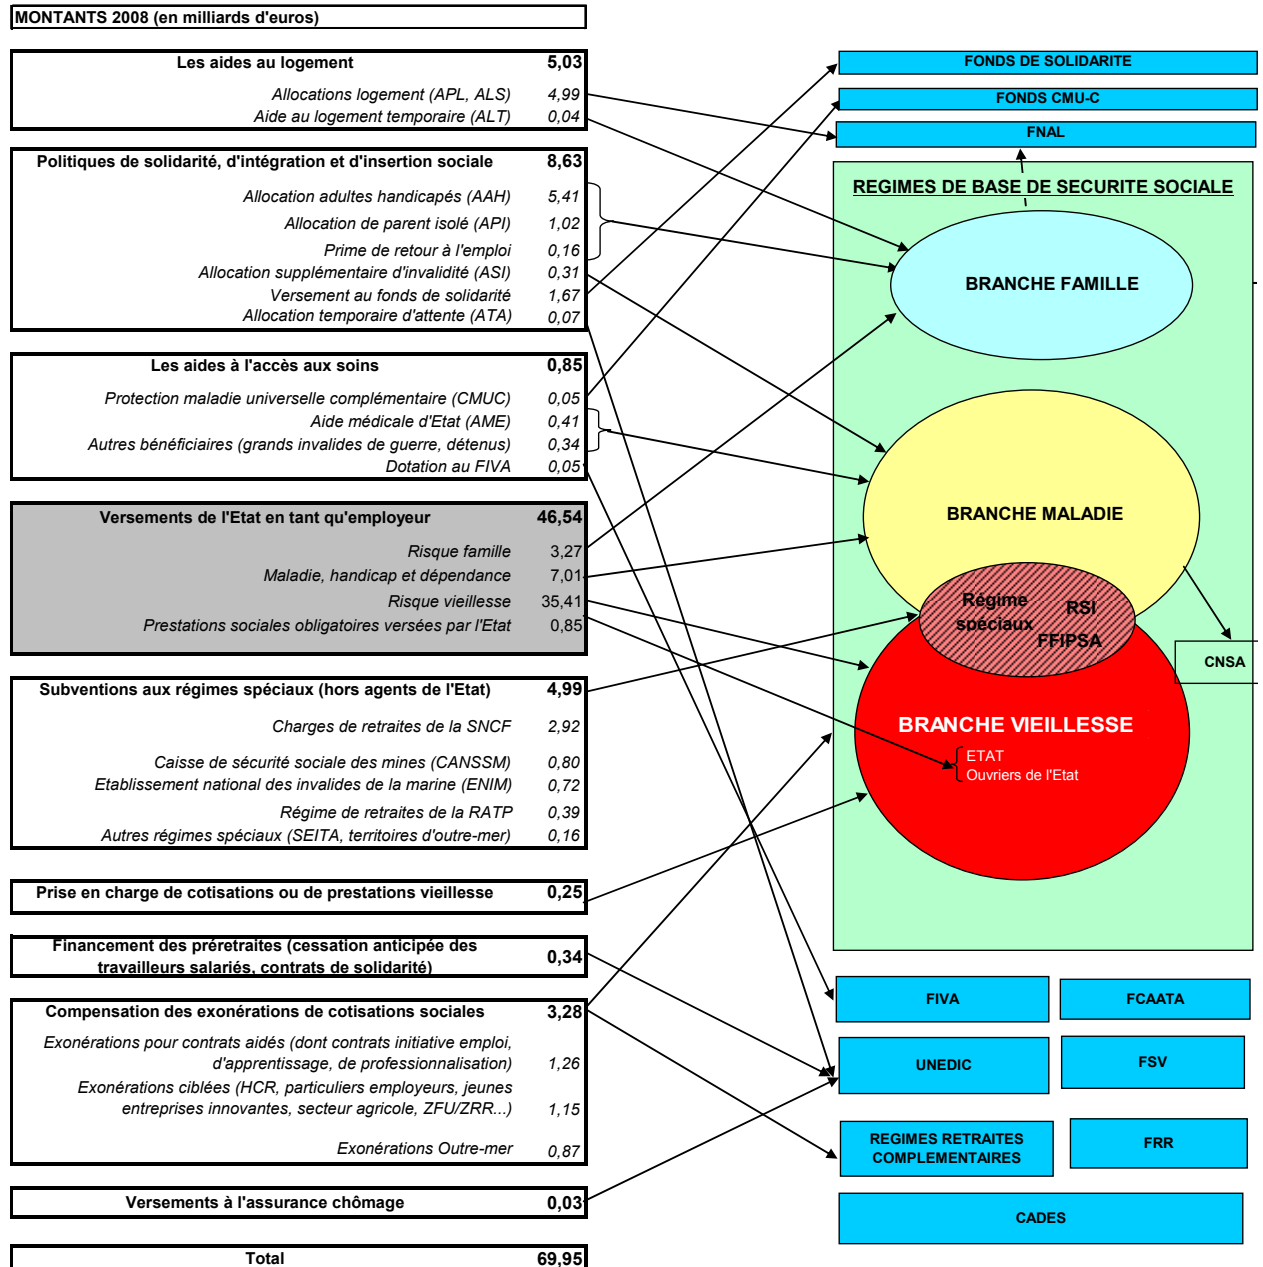 MONTANTS 2008 (en milliards d'euros)
Les aides au logement 5,03
Allocations logement (APL, ALS) 4,99
Aide au logement temporaire (ALT) 0,04
Politiques de solidarité, d'intégration et d'insertion sociale 8,63
Allocation adultes handicapés (AAH) 5,41
Allocation de parent isolé (API) 1,02
Prime de retour à l'emploi 0,16
Allocation supplémentaire d'invalidité (ASI) 0,31
Versement au fonds de solidarité 1,67
Allocation temporaire d'attente (ATA) 0,07
Les aides à l'accès aux soins 0,85
Protection maladie universelle complémentaire (CMUC) 0,05
Aide médicale d'Etat (AME) 0,41
Autres bénéficiaires (grands invalides de guerre, détenus) 0,34
Dotation au FIVA 0,05
Versements de l'Etat en tant qu'employeur 46,54
Risque famille 3,27
Maladie, handicap et dépendance 7,01
Risque vieillesse 35,41
Prestations sociales obligatoires versées par l'Etat 0,85
Subventions aux régimes spéciaux (hors agents de l'Etat) 4,99
Charges de retraites de la SNCF 2,92
Caisse de sécurité sociale des mines (CANSSM) 0,80
Etablissement national des invalides de la marine (ENIM) 0,72
Régime de retraites de la RATP 0,39
Autres régimes spéciaux (SEITA, territoires d'outre-mer) 0,16
Prise en charge de cotisations ou de prestations vieillesse 0,25
Financement des préretraites (cessation anticipée des
travailleurs salariés, contrats de solidarité) 0,34
Compensation des exonérations de cotisations sociales 3,28
Exonérations pour contrats aidés (dont contrats initiative emploi,
d'apprentissage, de professionnalisation) 1,26
Exonérations ciblées (HCR, particuliers employeurs, jeunes
entreprises innovantes, secteur agricole, ZFU/ZRR...) 1,15
Exonérations Outre-mer 0,87
Versements à l'assurance chômage 0,03
Total 69,95
FONDS DE SOLIDARITE
FONDS CMU-C
FNAL
REGIMES DE BASE DE SECURITE SOCIALE
BRANCHE FAMILLE
BRANCHE MALADIE
Régime
spéciaux
RSI
FFIPSA
CNSA
BRANCHE VIEILLESSE
ETAT
Ouvriers de l'Etat
FIVA
FCAATA
UNEDIC
FSV
REGIMES RETRAITES
COMPLEMENTAIRES
FRR
CADES